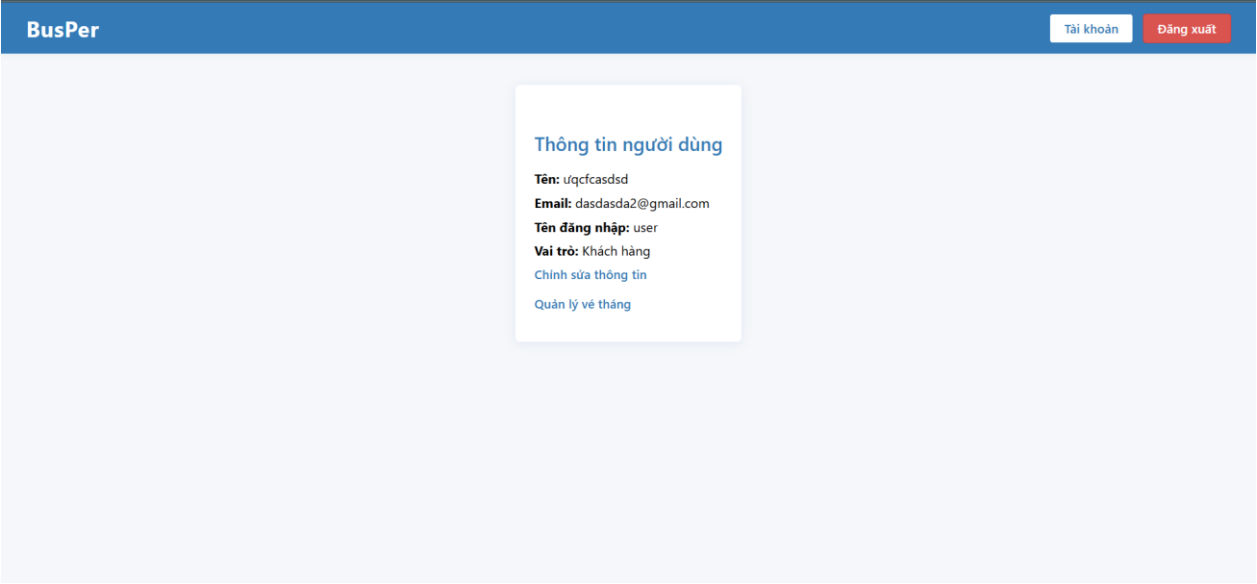 BusPer
Tài khoản
Đăng xuất
Thông tin người dùng
Tên: ưqcfcasdsd
Email: dasdasda2@gmail.com
Tên đăng nhập: user
Vai trò: Khách hàng
Chỉnh sửa thông tin
Quản lý vé tháng